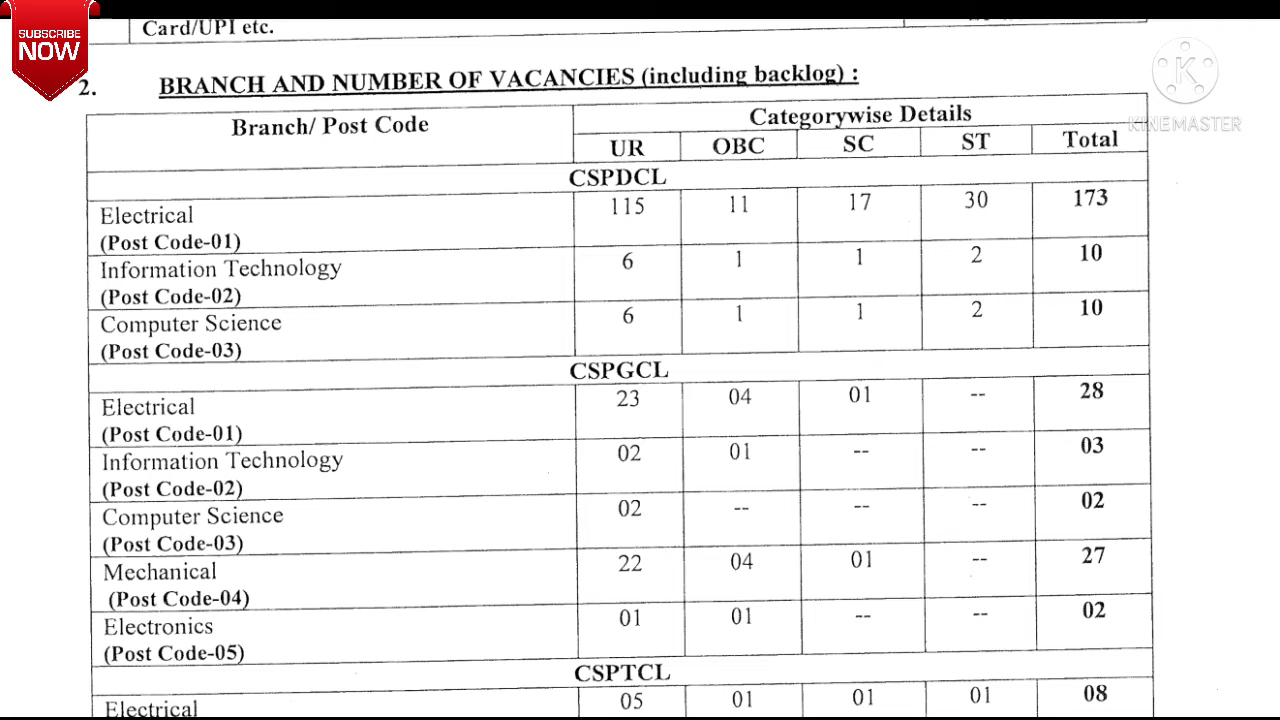 SUBSCRIBE
NOW
Card/UPI etc.
KINEMASTER
2. BRANCH AND NUMBER OF VACANCIES (including backlog) :
Branch/ Post Code Categorywise Details
UR OBC SC ST Total
CSPDCL
Electrical 115 11 17 30 173
(Post Code-01)
Information Technology 6 1 1 2 10
(Post Code-02)
Computer Science 6 1 1 2 10
(Post Code-03)
CSPGCL
Electrical 23 04 01 -- 28
(Post Code-01)
Information Technology 02 01 -- -- 03
(Post Code-02)
Computer Science 02 -- -- -- 02
(Post Code-03)
Mechanical 22 04 01 -- 27
(Post Code-04)
Electronics 01 01 -- -- 02
(Post Code-05)
CSPTCL
Electrical 05 01 01 01 08